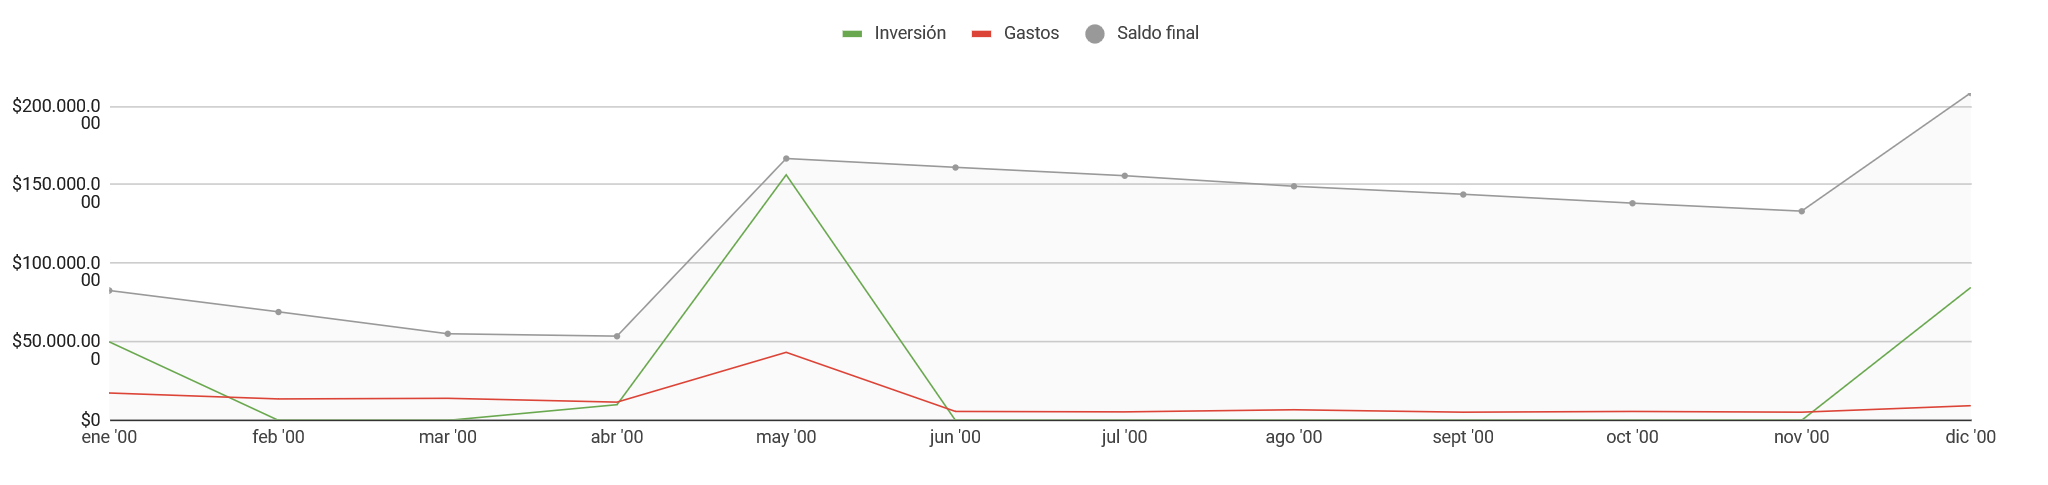 Inversión
Gastos
Saldo final
$200.000.0
00
$150.000.0
00
$100.000.0
00
$50.000.00
0
$0
ene '00
feb '00
mar '00
abr '00
may '00
jun '00
jul '00
ago '00
sept '00
oct '00
nov '00
dic '00